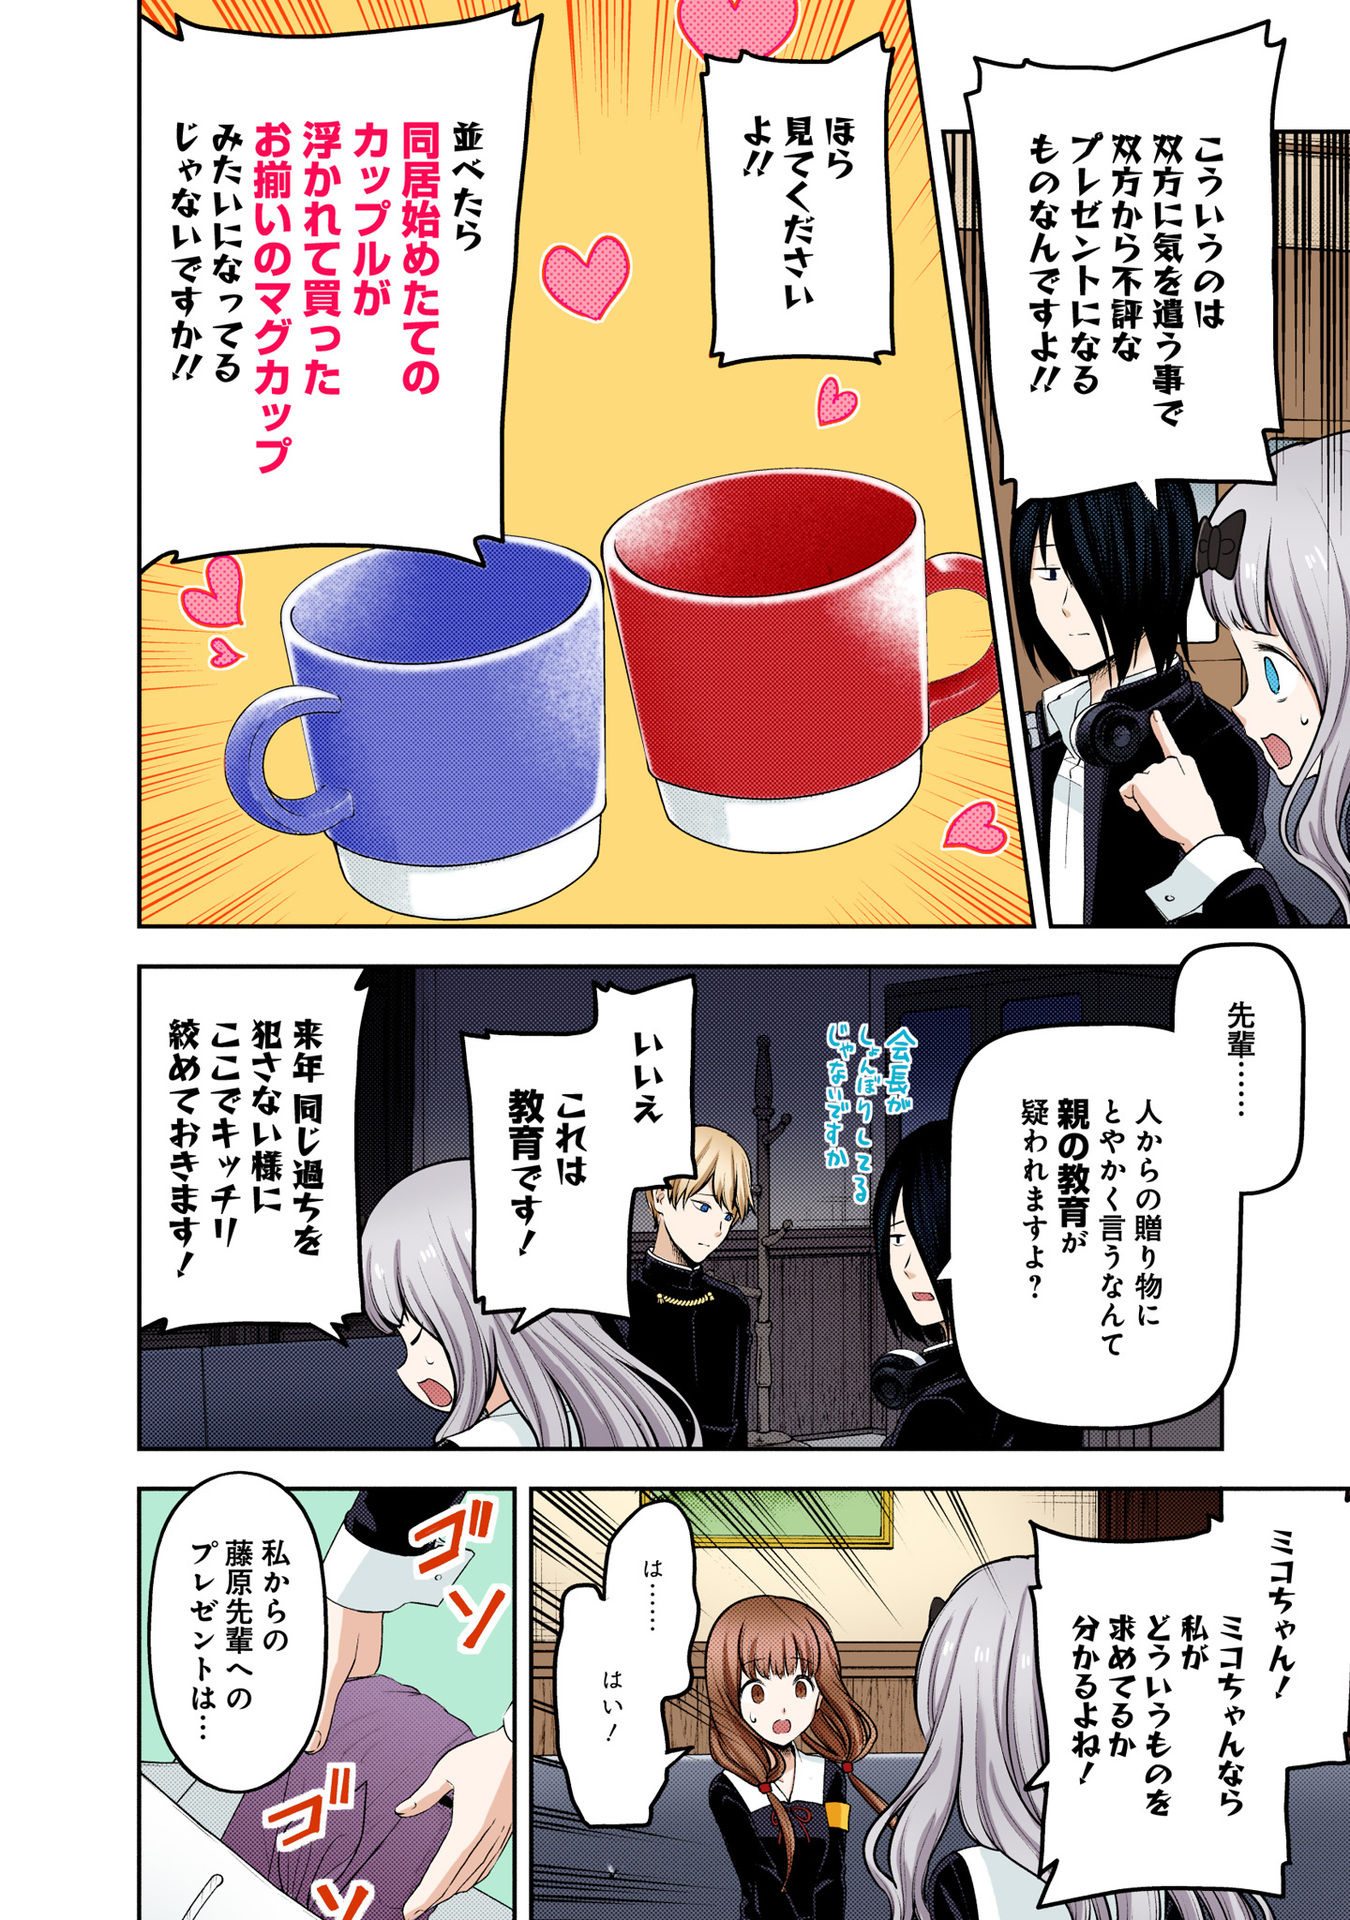 こういうのは
双方に気を遣う事で
双方から不評な
プレゼントになる
ものなんですよ!!
ほら
見てください
よ!!
並べたら
同居始めたての
カップルが
浮かれて買った
お揃いのマグカップ
みたいになってる
じゃないですか!!
先輩……
人からの贈り物に
とやかく言うなんて
親の教育が
疑われますよ？
会長が
しょんぼりしてる
じゃないですか
いいえ
これは
教育です！
来年 同じ過ちを
犯さない様に
ここでキッチリ
絞めておきます！
ミコちゃん！
ミコちゃんなら
私が
どういうものを
求めてるか
分かるよね！
は……
はい！
ゴソ
ゴソ
私からの
藤原先輩への
プレゼントは…